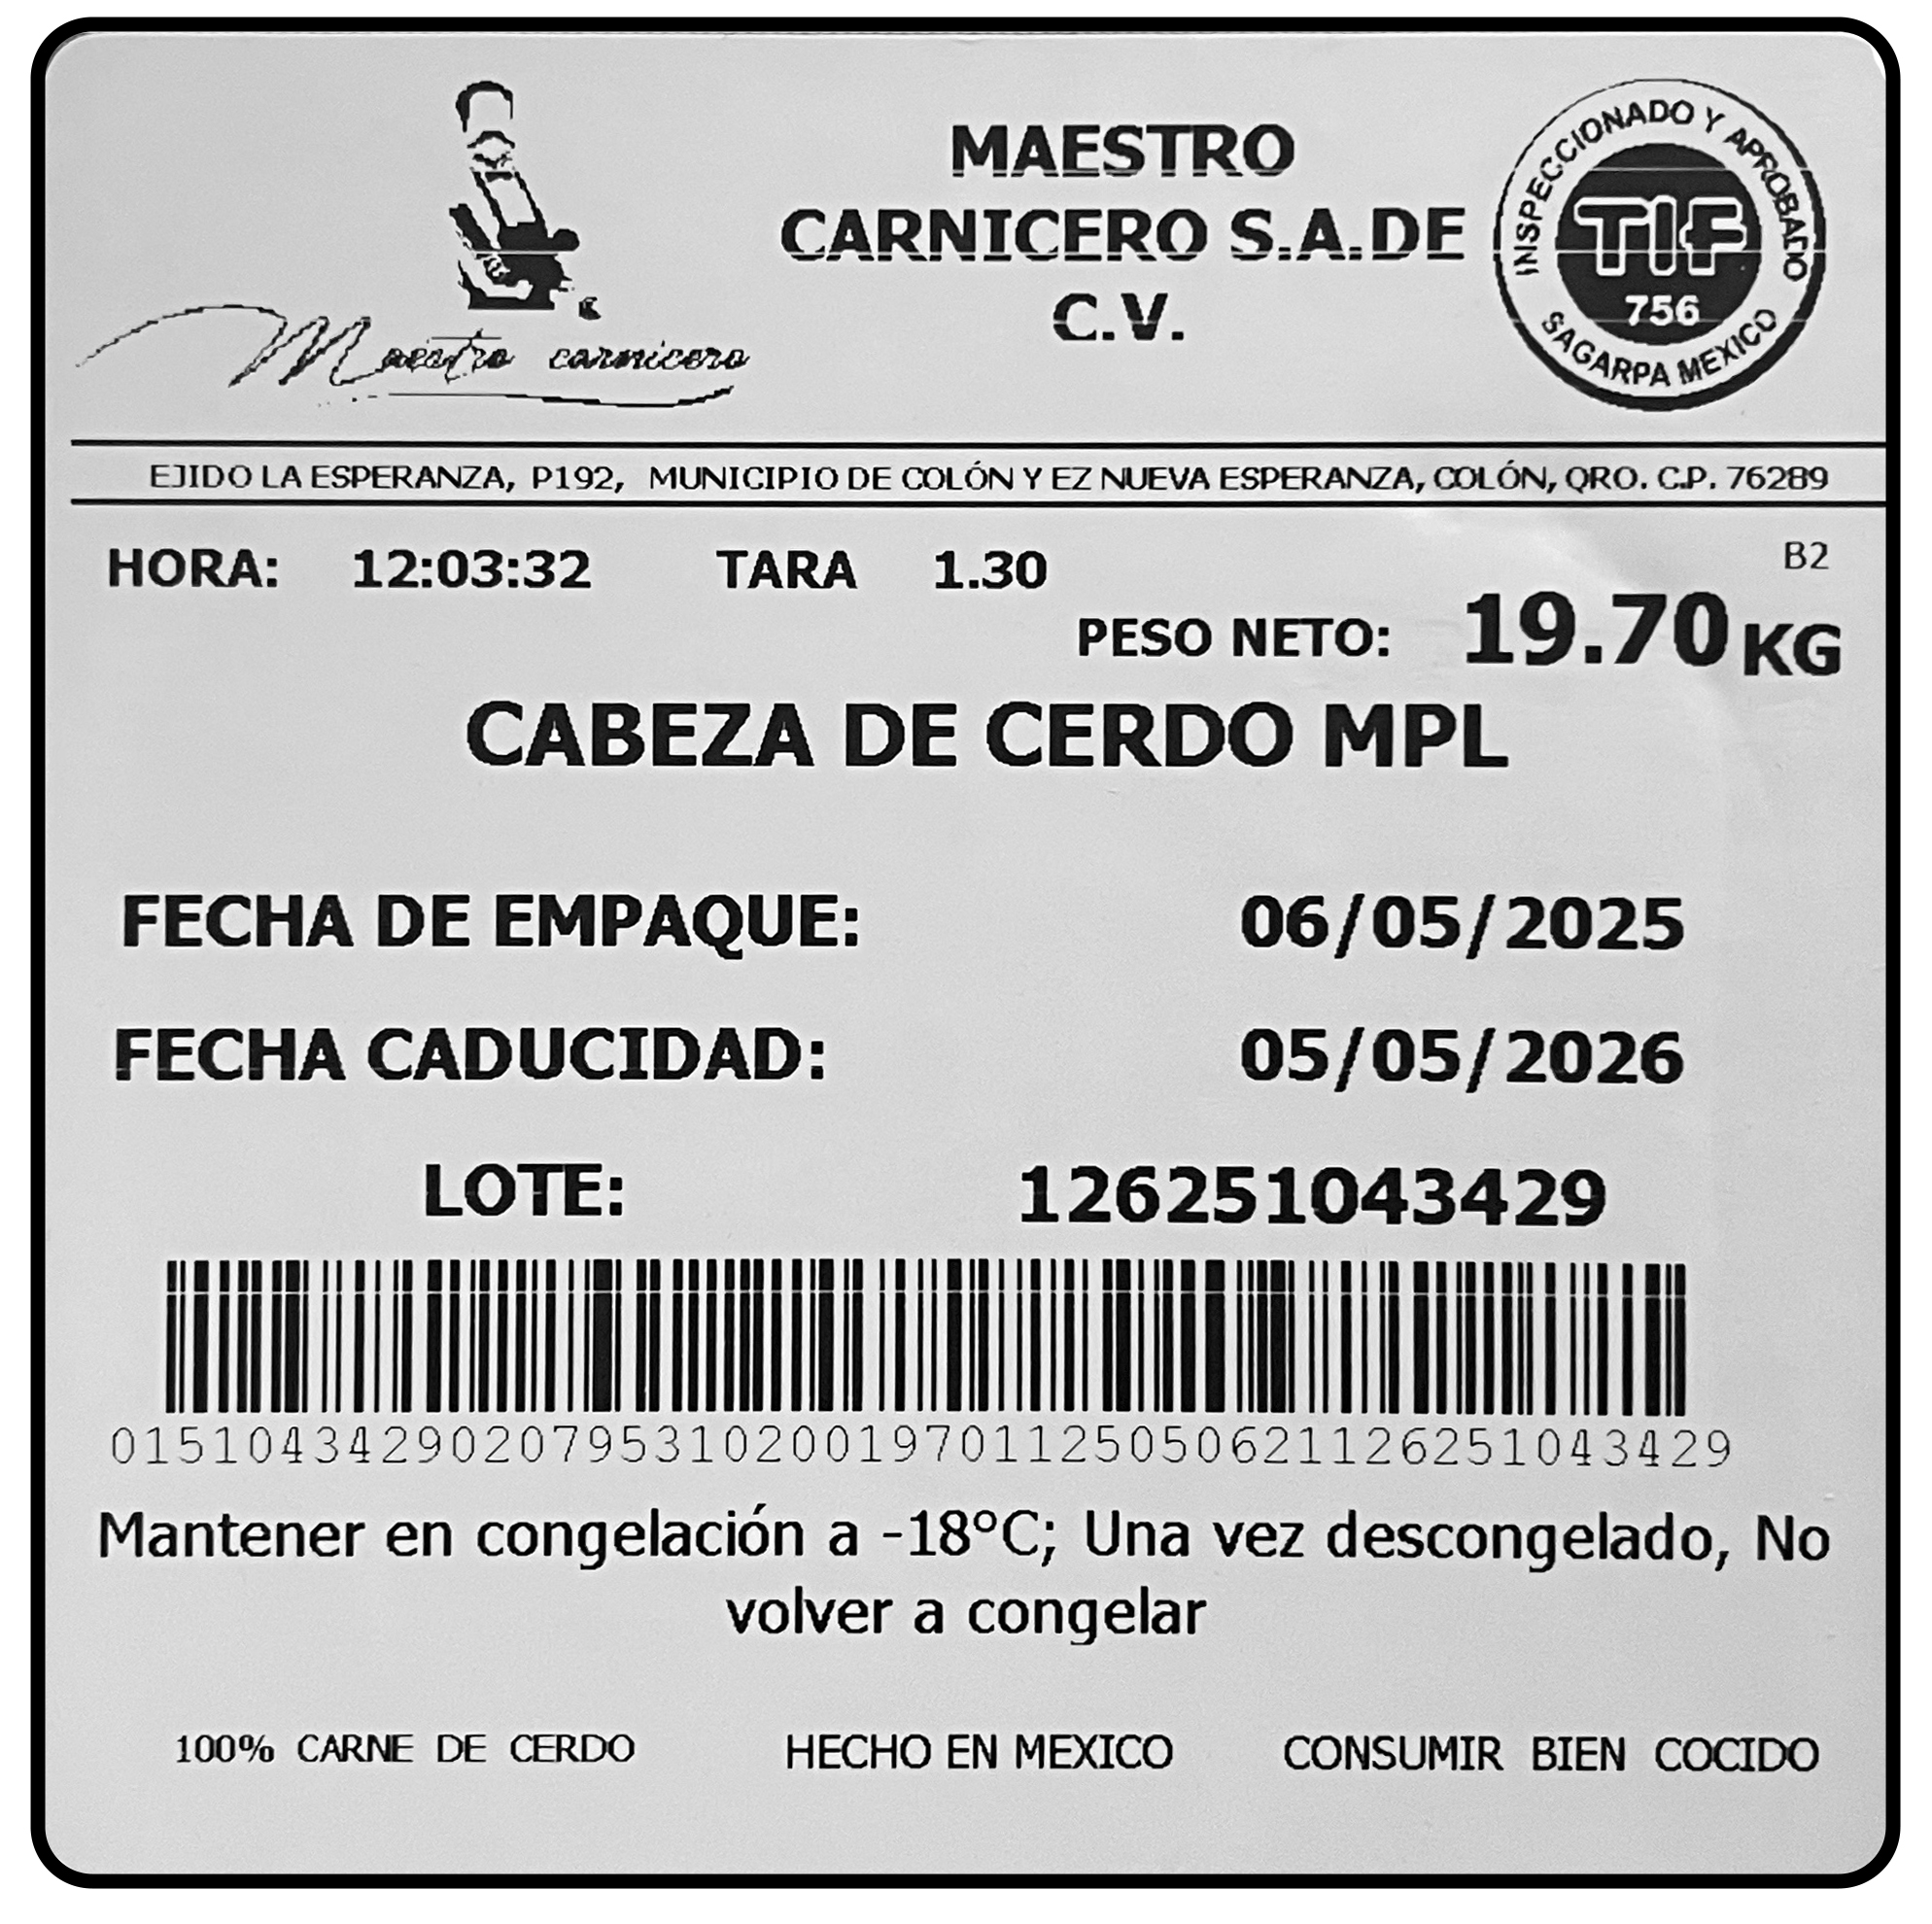 MAESTRO
CARNICERO S.A.DE
C.V.
Maestro carnicero
INSPECCIONADO Y APROBADO
TIF
756
SAGARPA MEXICO
EJIDO LA ESPERANZA, P192, MUNICIPIO DE COLÓN Y EZ NUEVA ESPERANZA, COLÓN, QRO. C.P. 76289
HORA: 12:03:32 TARA 1.30
B2
PESO NETO: 19.70 KG
CABEZA DE CERDO MPL
FECHA DE EMPAQUE: 06/05/2025
FECHA CADUCIDAD: 05/05/2026
LOTE: 126251043429
015104342902079531020019701125050621126251043429
Mantener en congelación a -18°C; Una vez descongelado, No
volver a congelar
100% CARNE DE CERDO HECHO EN MEXICO CONSUMIR BIEN COCIDO